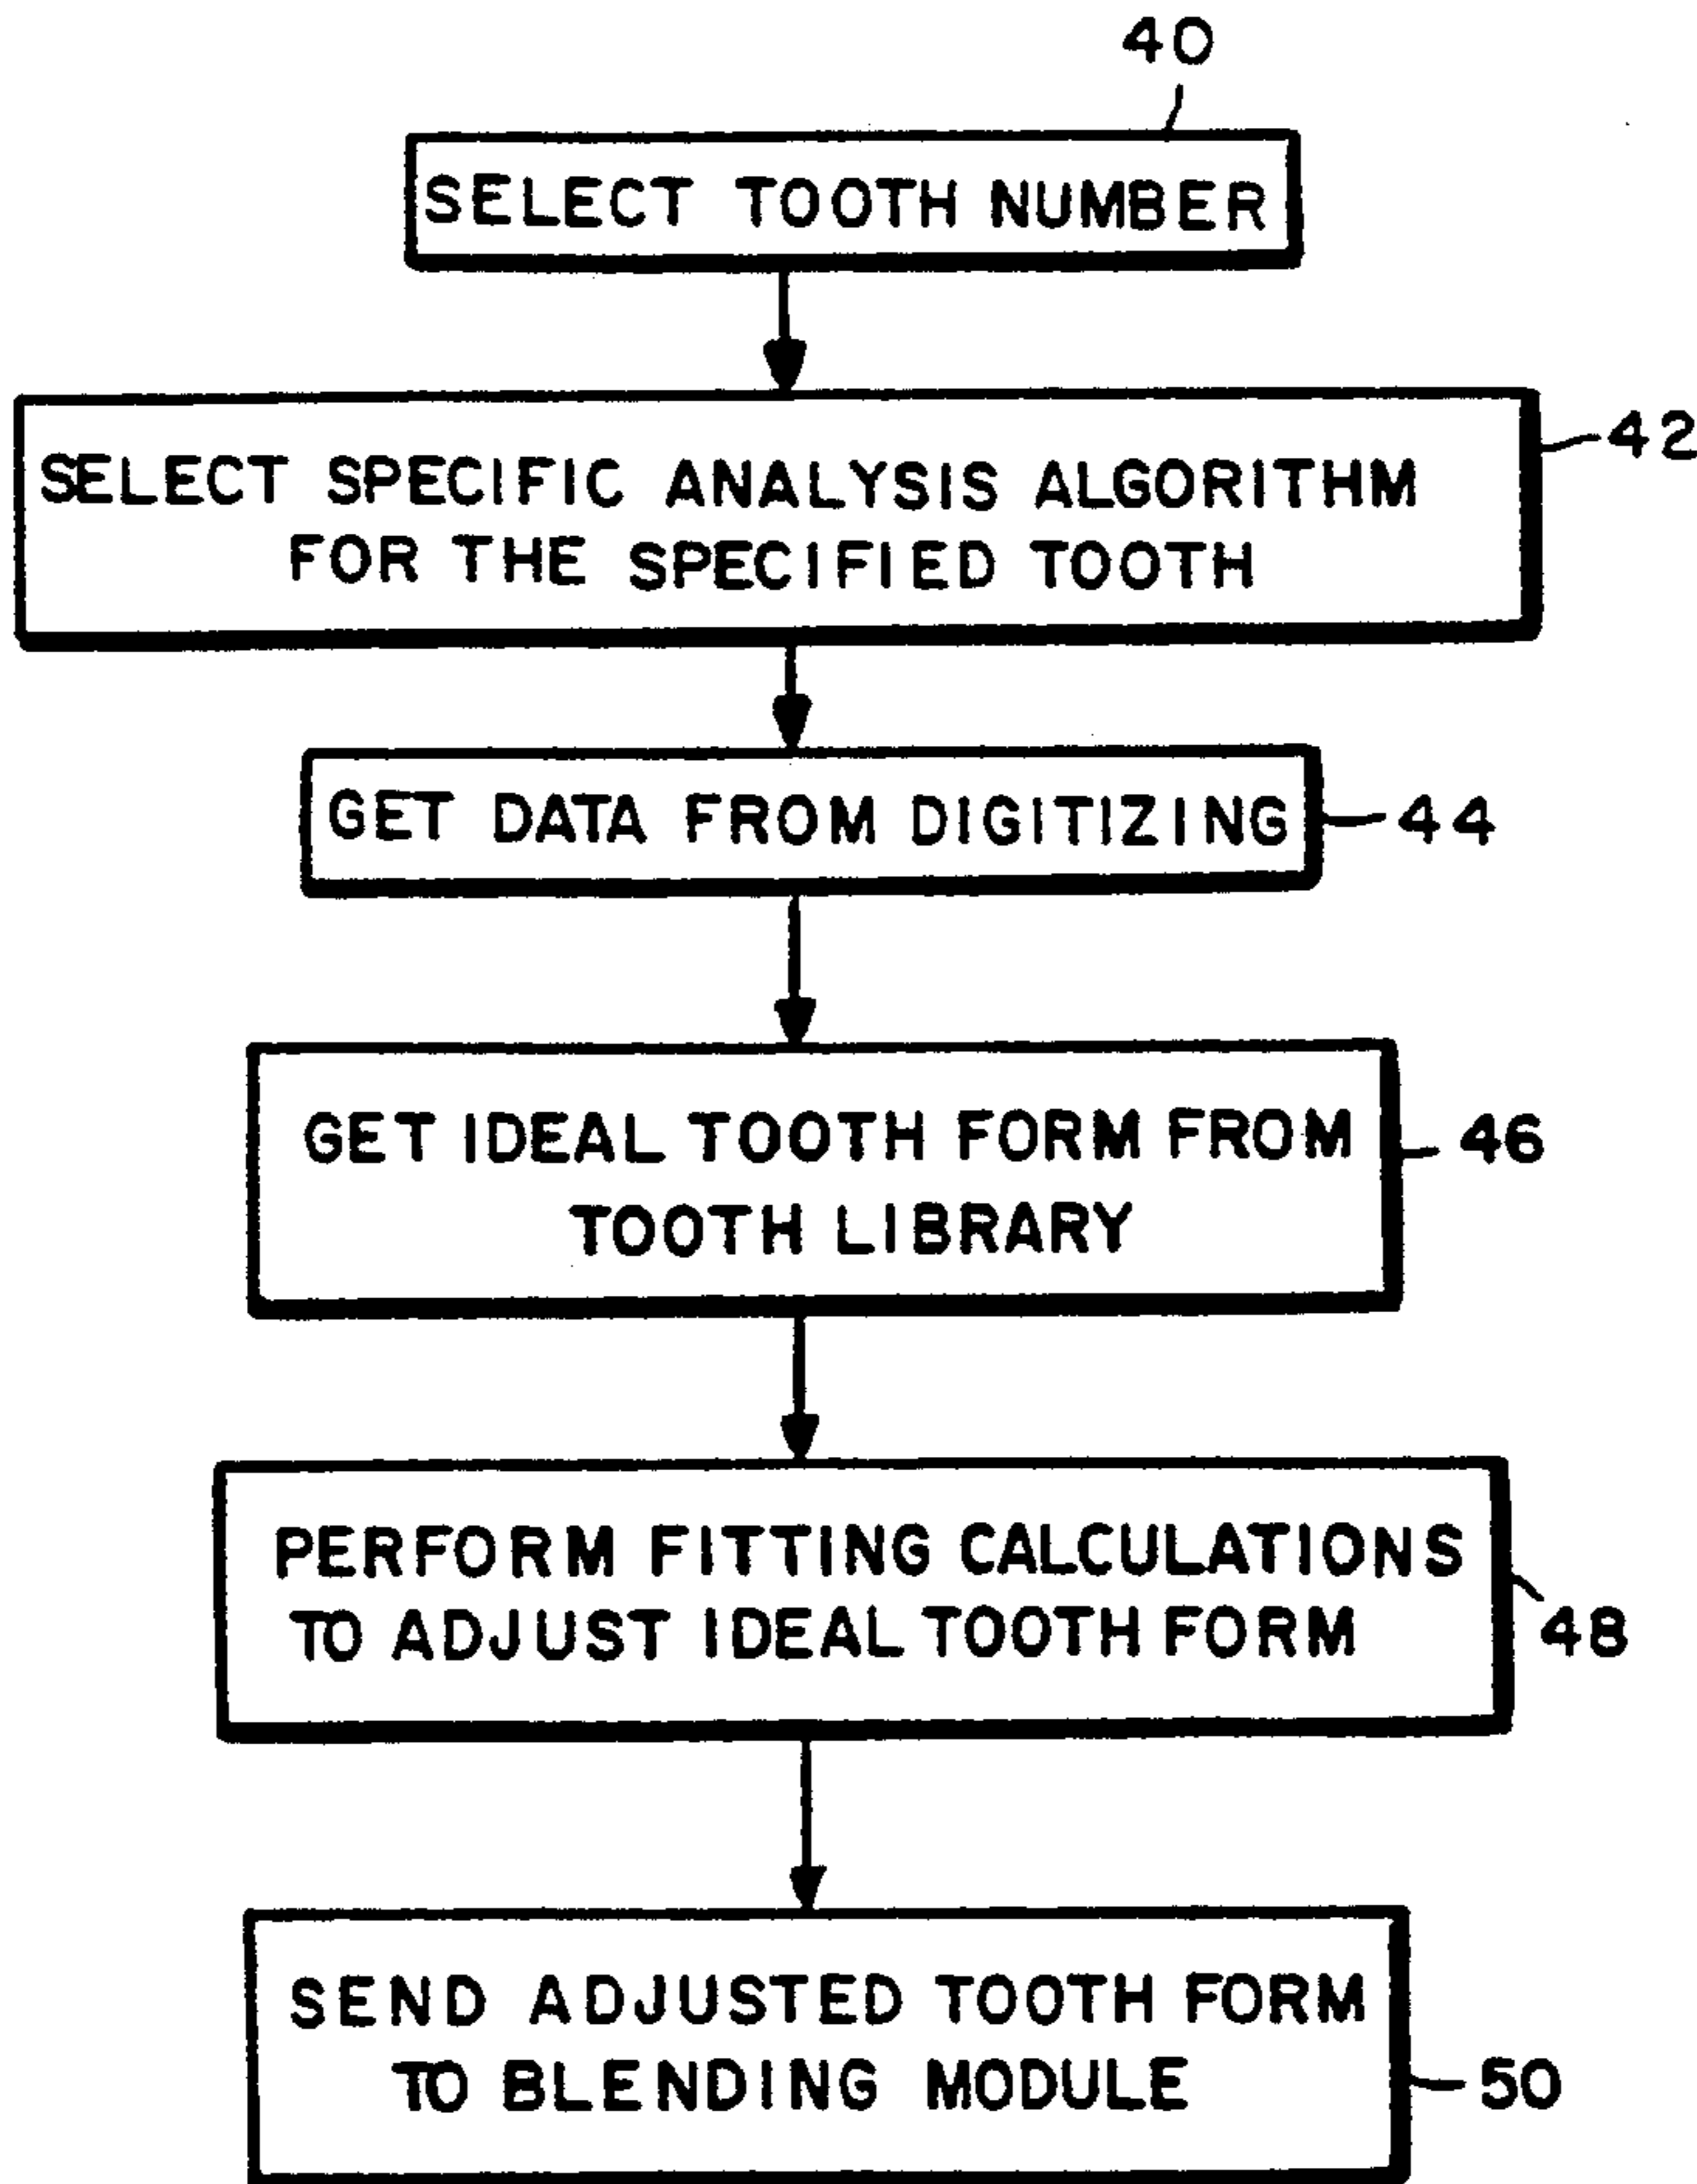 40
SELECT TOOTH NUMBER
42
SELECT SPECIFIC ANALYSIS ALGORITHM
FOR THE SPECIFIED TOOTH
GET DATA FROM DIGITIZING
44
GET IDEAL TOOTH FORM FROM
TOOTH LIBRARY
46
PERFORM FITTING CALCULATIONS
TO ADJUST IDEAL TOOTH FORM
48
SEND ADJUSTED TOOTH FORM
TO BLENDING MODULE
50